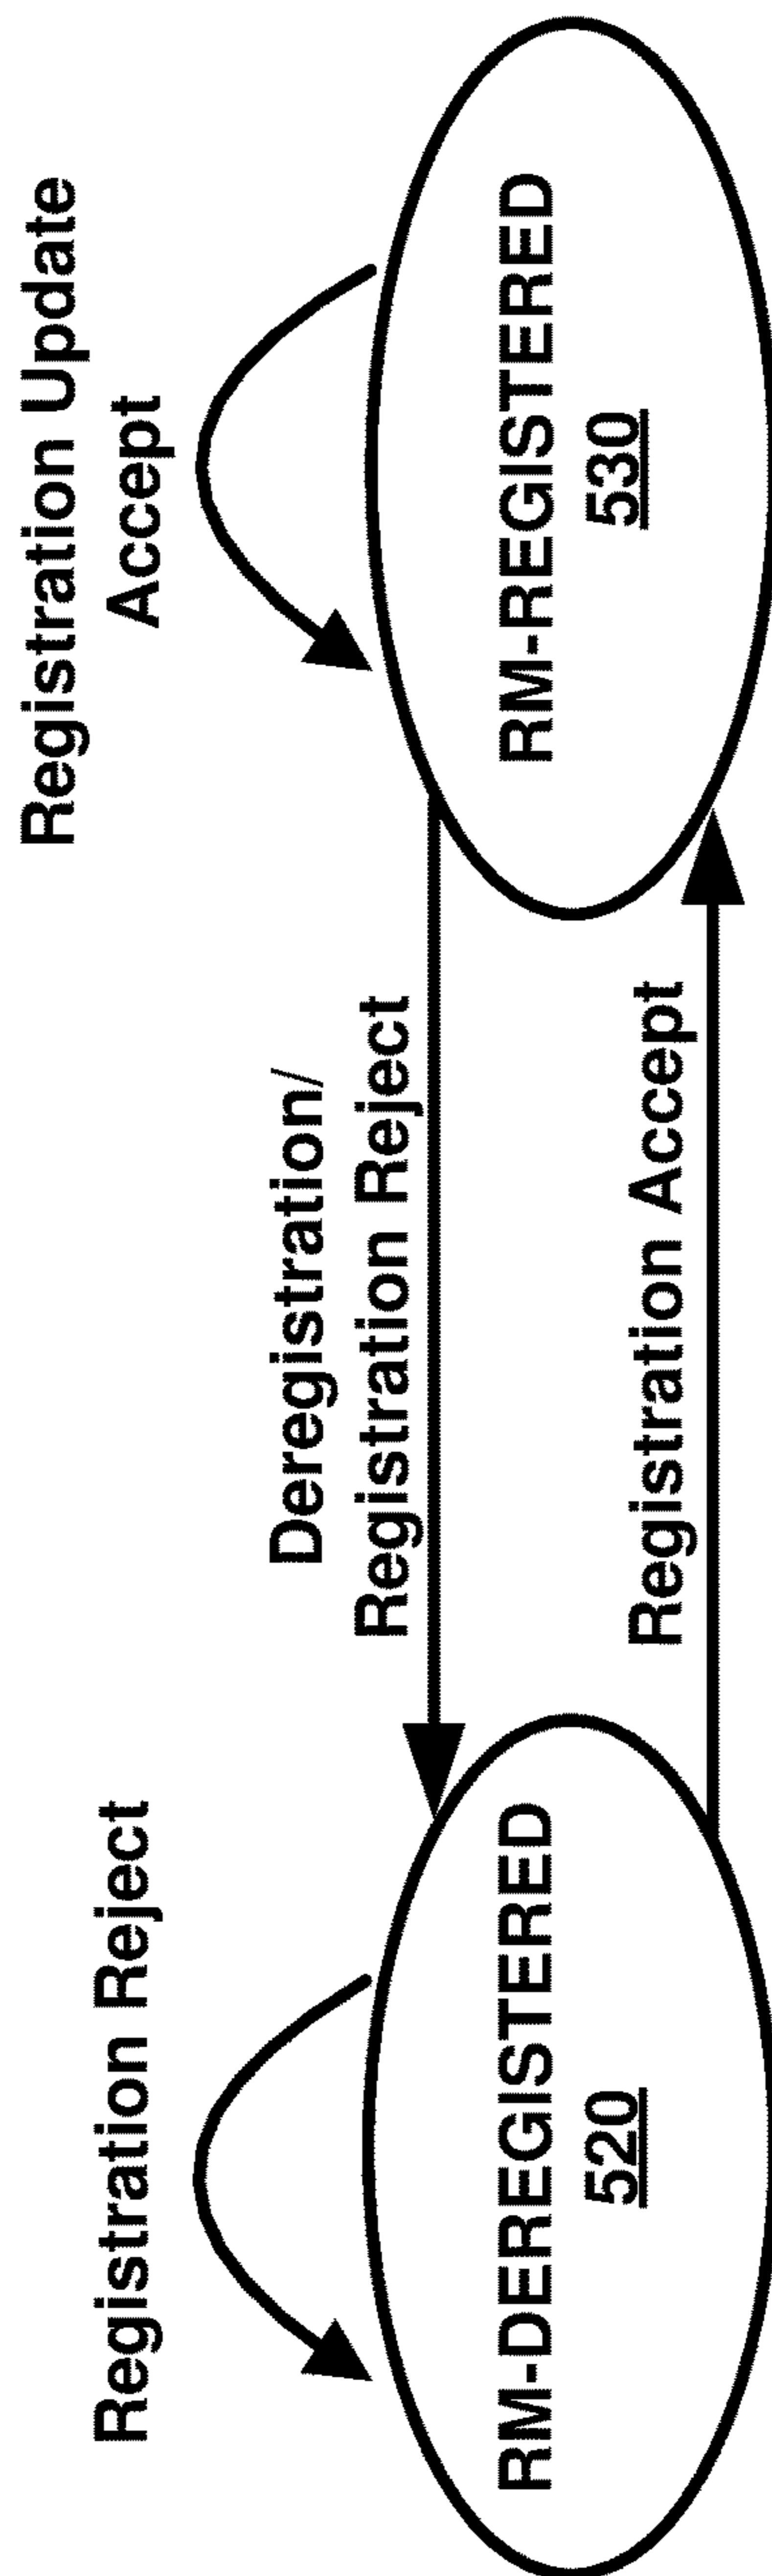 Registration Reject
RM-DEREGISTERED
520
Deregistration/
Registration Reject
Registration Accept
Registration Update
Accept
RM-REGISTERED
530